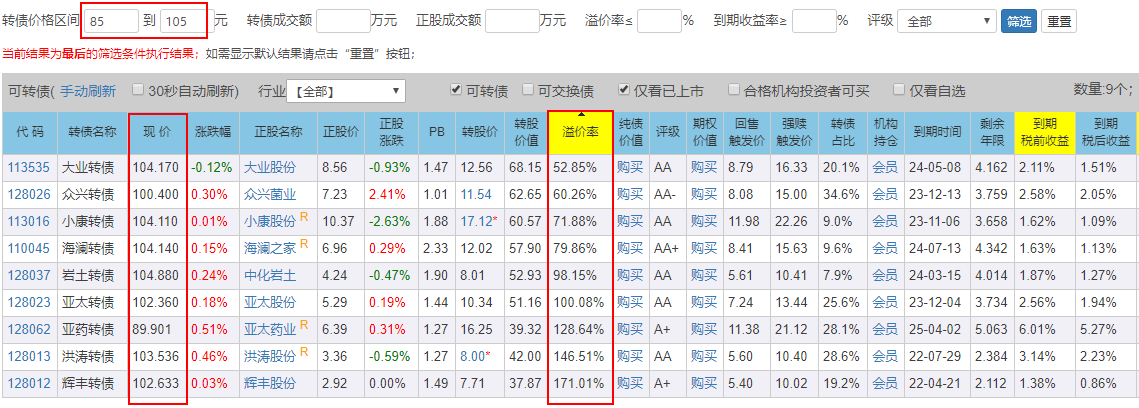 转债价格区间 85 到 105 元 转债成交额 万元 正股成交额 万元 溢价率≤ % 到期收益率≥ % 评级 全部 筛选 重置
当前结果为最后的筛选条件执行结果；如需显示默认结果请点击“重置”按钮；
可转债( 手动刷新 30秒自动刷新) 行业 【全部】 可转债 可交换债 仅看已上市 合格机构投资者可买 仅看自选 数量:9个；
代 码 转债名称 现 价 涨跌幅 正股名称 正股价 正股涨跌 PB 转股价 转股价值 溢价率 纯债价值 评级 期权价值 回售触发价 强赎触发价 转债占比 机构持仓 到期时间 剩余年限 到期税前收益 到期税后收益
113535 大业转债 104.170 -0.12% 大业股份 8.56 -0.93% 1.47 12.56 68.15 52.85% 购买 AA 购买 8.79 16.33 20.1% 会员 24-05-08 4.162 2.11% 1.51%
128026 众兴转债 100.400 0.30% 众兴菌业 7.23 2.41% 1.01 11.54 62.65 60.26% 购买 AA- 购买 8.08 15.00 34.6% 会员 23-12-13 3.759 2.58% 2.05%
113016 小康转债 104.110 0.01% 小康股份 R 10.37 -2.63% 1.88 17.12* 60.57 71.88% 购买 AA 购买 11.98 22.26 9.0% 会员 23-11-06 3.658 1.62% 1.09%
110045 海澜转债 104.140 0.15% 海澜之家 R 6.96 0.29% 2.33 12.02 57.90 79.86% 购买 AA+ 购买 8.41 15.63 9.6% 会员 24-07-13 4.342 1.63% 1.13%
128037 岩土转债 104.880 0.24% 中化岩土 4.24 -0.47% 1.90 8.01 52.93 98.15% 购买 AA 购买 5.61 10.41 7.9% 会员 24-03-15 4.014 1.87% 1.27%
128023 亚太转债 102.360 0.18% 亚太股份 5.29 0.19% 1.44 10.34 51.16 100.08% 购买 AA 购买 7.24 13.44 25.6% 会员 23-12-04 3.734 2.56% 1.94%
128062 亚药转债 89.901 0.51% 亚太药业 R 6.39 0.31% 1.27 16.25 39.32 128.64% 购买 A+ 购买 11.38 21.12 28.1% 会员 25-04-02 5.063 6.01% 5.27%
128013 洪涛转债 103.536 0.46% 洪涛股份 R 3.36 -0.59% 1.27 8.00* 42.00 146.51% 购买 AA 购买 5.60 10.40 28.6% 会员 22-07-29 2.384 3.14% 2.23%
128012 辉丰转债 102.633 0.03% 辉丰股份 2.92 0.00% 1.49 7.71 37.87 171.01% 购买 A+ 购买 5.40 10.02 19.2% 会员 22-04-21 2.112 1.38% 0.86%